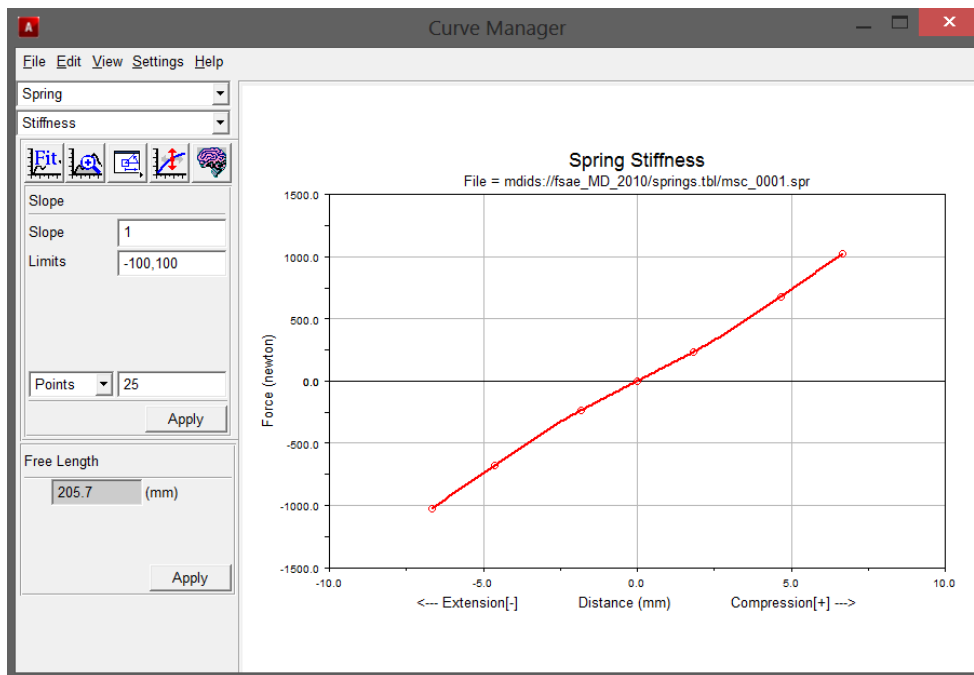 A
Curve Manager
File Edit View Settings Help
Spring
Stiffness
Fit
Slope
Slope 1
Limits -100,100
Points 25
Apply
Free Length
205.7 (mm)
Apply
Spring Stiffness
File = mdids://fsae_MD_2010/springs.tbl/msc_0001.spr
1500.0
1000.0
500.0
0.0
-500.0
-1000.0
-1500.0
Force (newton)
-10.0 -5.0 0.0 5.0 10.0
<--- Extension[-] Distance (mm) Compression[+] --->